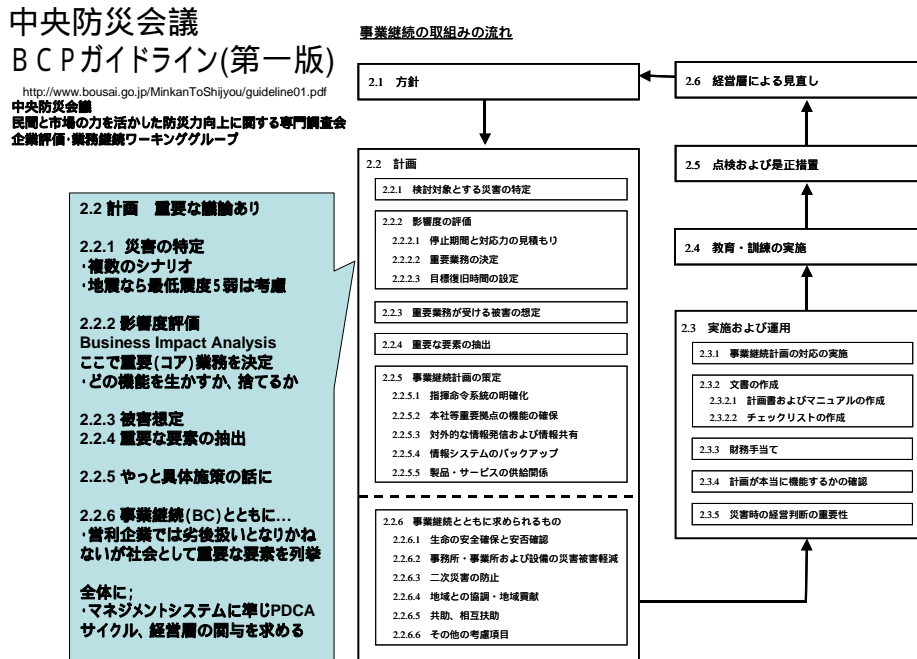 中央防災会議
ＢＣＰガイドライン(第一版)
http://www.bousai.go.jp/MinkanToShijyou/guideline01.pdf
中央防災会議
民間と市場の力を活かした防災力向上に関する専門調査会
企業評価・業務継続ワーキンググループ
2.2 計画　重要な議論あり
2.2.1 災害の特定
・複数のシナリオ
・地震なら最低震度5弱は考慮
2.2.2 影響度評価
Business Impact Analysis
ここで重要(コア)業務を決定
・どの機能を生かすか、捨てるか
2.2.3 被害想定
2.2.4 重要な要素の抽出
2.2.5 やっと具体施策の話に
2.2.6 事業継続(BC)とともに…
・営利企業では劣後扱いとなりかね
ないが社会として重要な要素を列挙
全体に;
・マネジメントシステムに準じPDCA
サイクル、経営層の関与を求める
事業継続の取組みの流れ
2.1 方針
2.2 計画
2.2.1 検討対象とする災害の特定
2.2.2 影響度の評価
2.2.2.1 停止期間と対応力の見積もり
2.2.2.2 重要業務の決定
2.2.2.3 目標復旧時間の設定
2.2.3 重要業務が受ける被害の想定
2.2.4 重要な要素の抽出
2.2.5 事業継続計画の策定
2.2.5.1 指揮命令系統の明確化
2.2.5.2 本社等重要拠点の機能の確保
2.2.5.3 対外的な情報発信および情報共有
2.2.5.4 情報システムのバックアップ
2.2.5.5 製品・サービスの供給関係
2.2.6 事業継続とともに求められるもの
2.2.6.1 生命の安全確保と安否確認
2.2.6.2 事務所・事業所および設備の災害被害軽減
2.2.6.3 二次災害の防止
2.2.6.4 地域との協調・地域貢献
2.2.6.5 共助、相互扶助
2.2.6.6 その他の考慮項目
2.6 経営層による見直し
2.5 点検および是正措置
2.4 教育・訓練の実施
2.3 実施および運用
2.3.1 事業継続計画の対応の実施
2.3.2 文書の作成
2.3.2.1 計画書およびマニュアルの作成
2.3.2.2 チェックリストの作成
2.3.3 財務手当て
2.3.4 計画が本当に機能するかの確認
2.3.5 災害時の経営判断の重要性